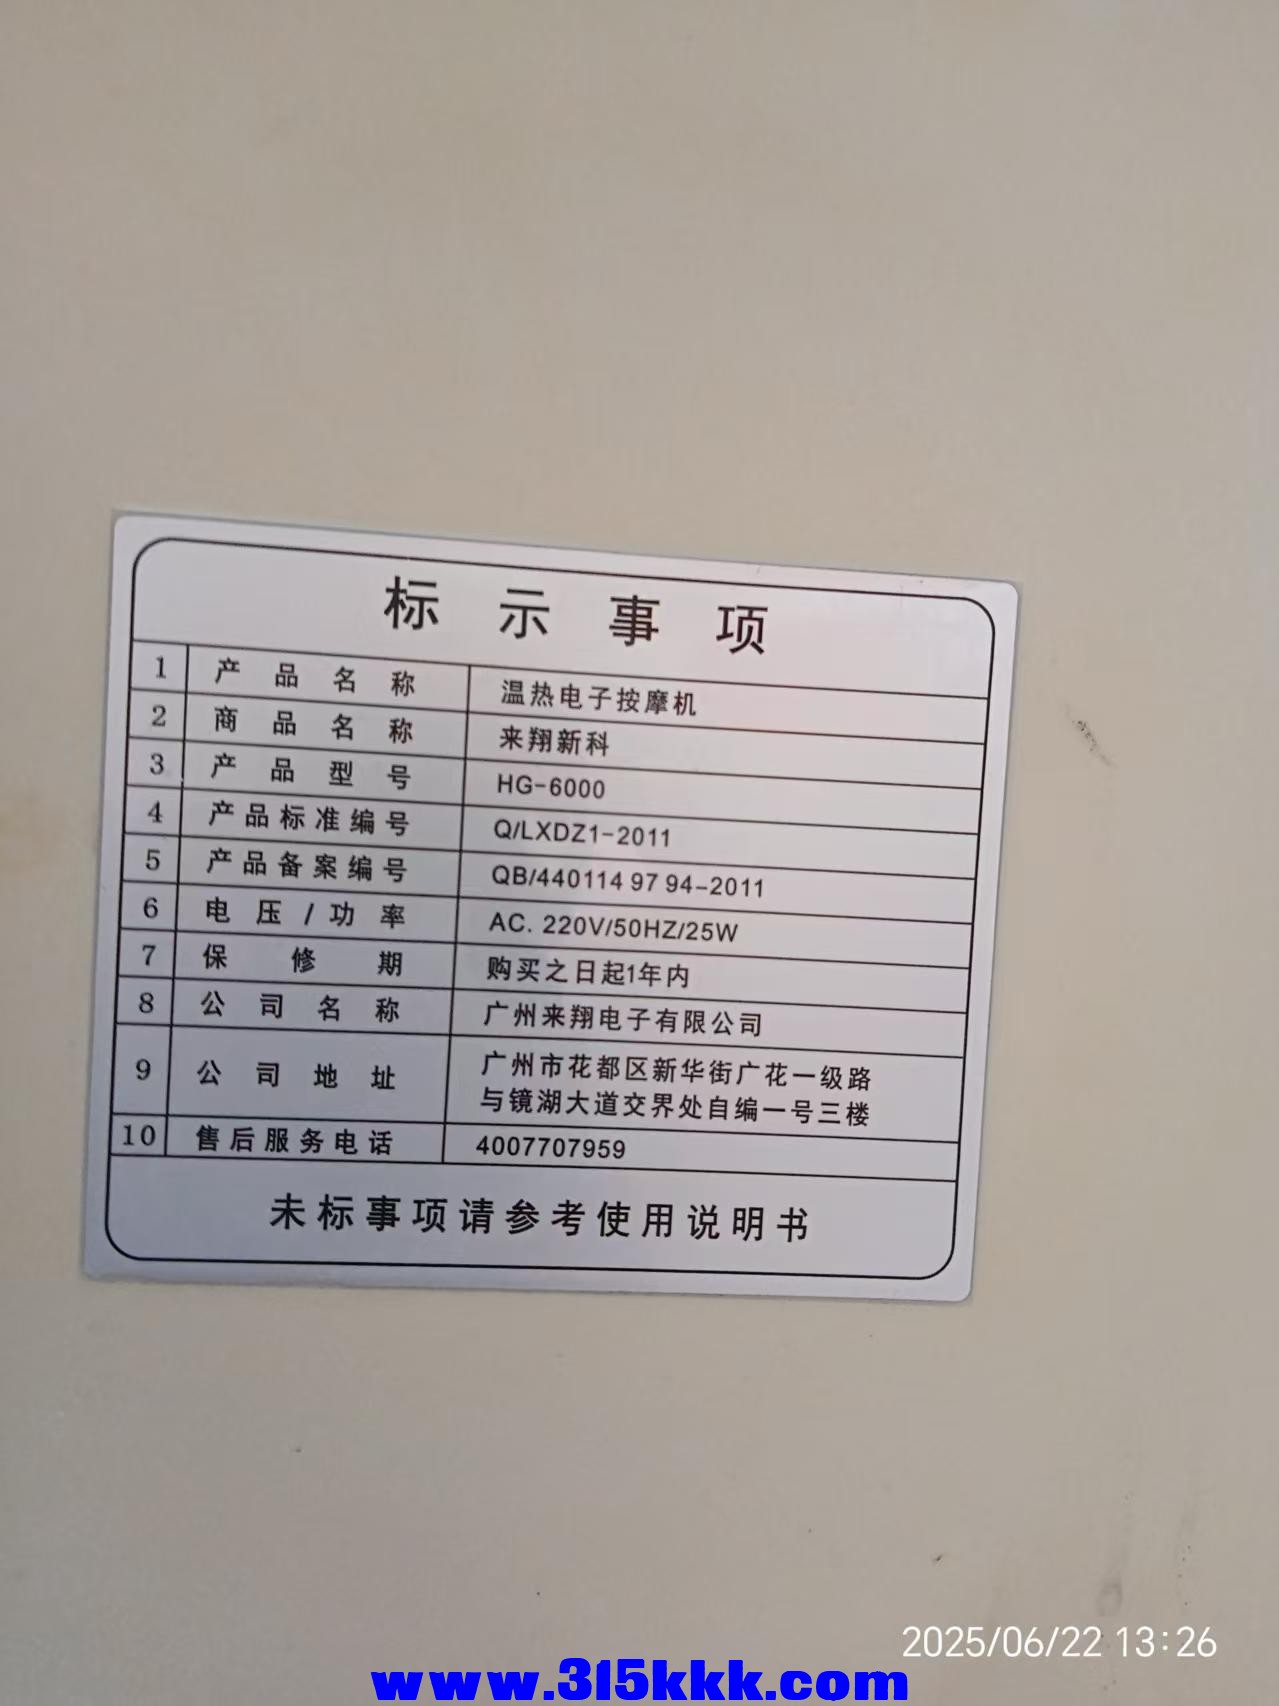 标示事项
1 产品名称 温热电子按摩机
2 商品名称 来翔新科
3 产品型号 HG-6000
4 产品标准编号 Q/LXDZ1-2011
5 产品备案编号 QB/440114 97 94-2011
6 电压/功率 AC. 220V/50HZ/25W
7 保修期 购买之日起1年内
8 公司名称 广州来翔电子有限公司
9 公司地址 广州市花都区新华街广花一级路
与镜湖大道交界处自编一号三楼
10 售后服务电话 4007707959
未标事项请参考使用说明书
2025/06/22 13:26
www.315kkk.com